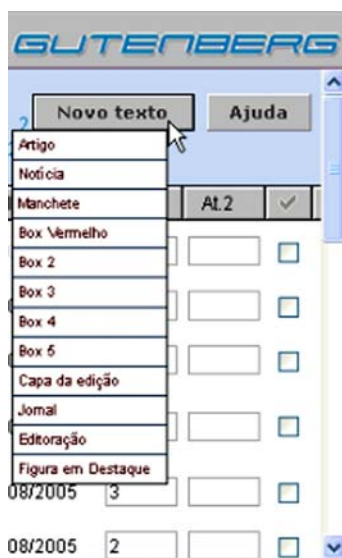 GUTENBERG
Novo texto Ajuda
2
Artigo
Notícia
Manchete At.2
Box Vermelho
Box 2
Box 3
Box 4
Box 5
Capa da edição
Jornal
Editoração
Figura em Destaque
08/2005 3
08/2005 2